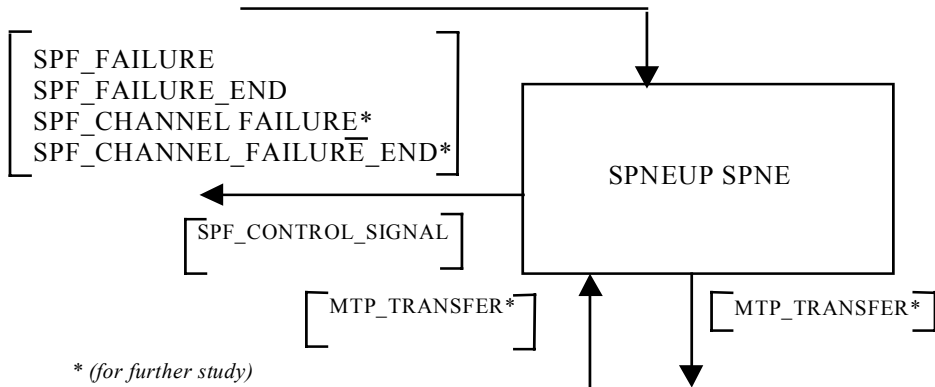 SPF_FAILURE
SPF_FAILURE_END
SPF_CHANNEL FAILURE*
SPF_CHANNEL_FAILURE_END*
SPNEUP SPNE
SPF_CONTROL_SIGNAL
MTP_TRANSFER*
MTP_TRANSFER*
* (for further study)